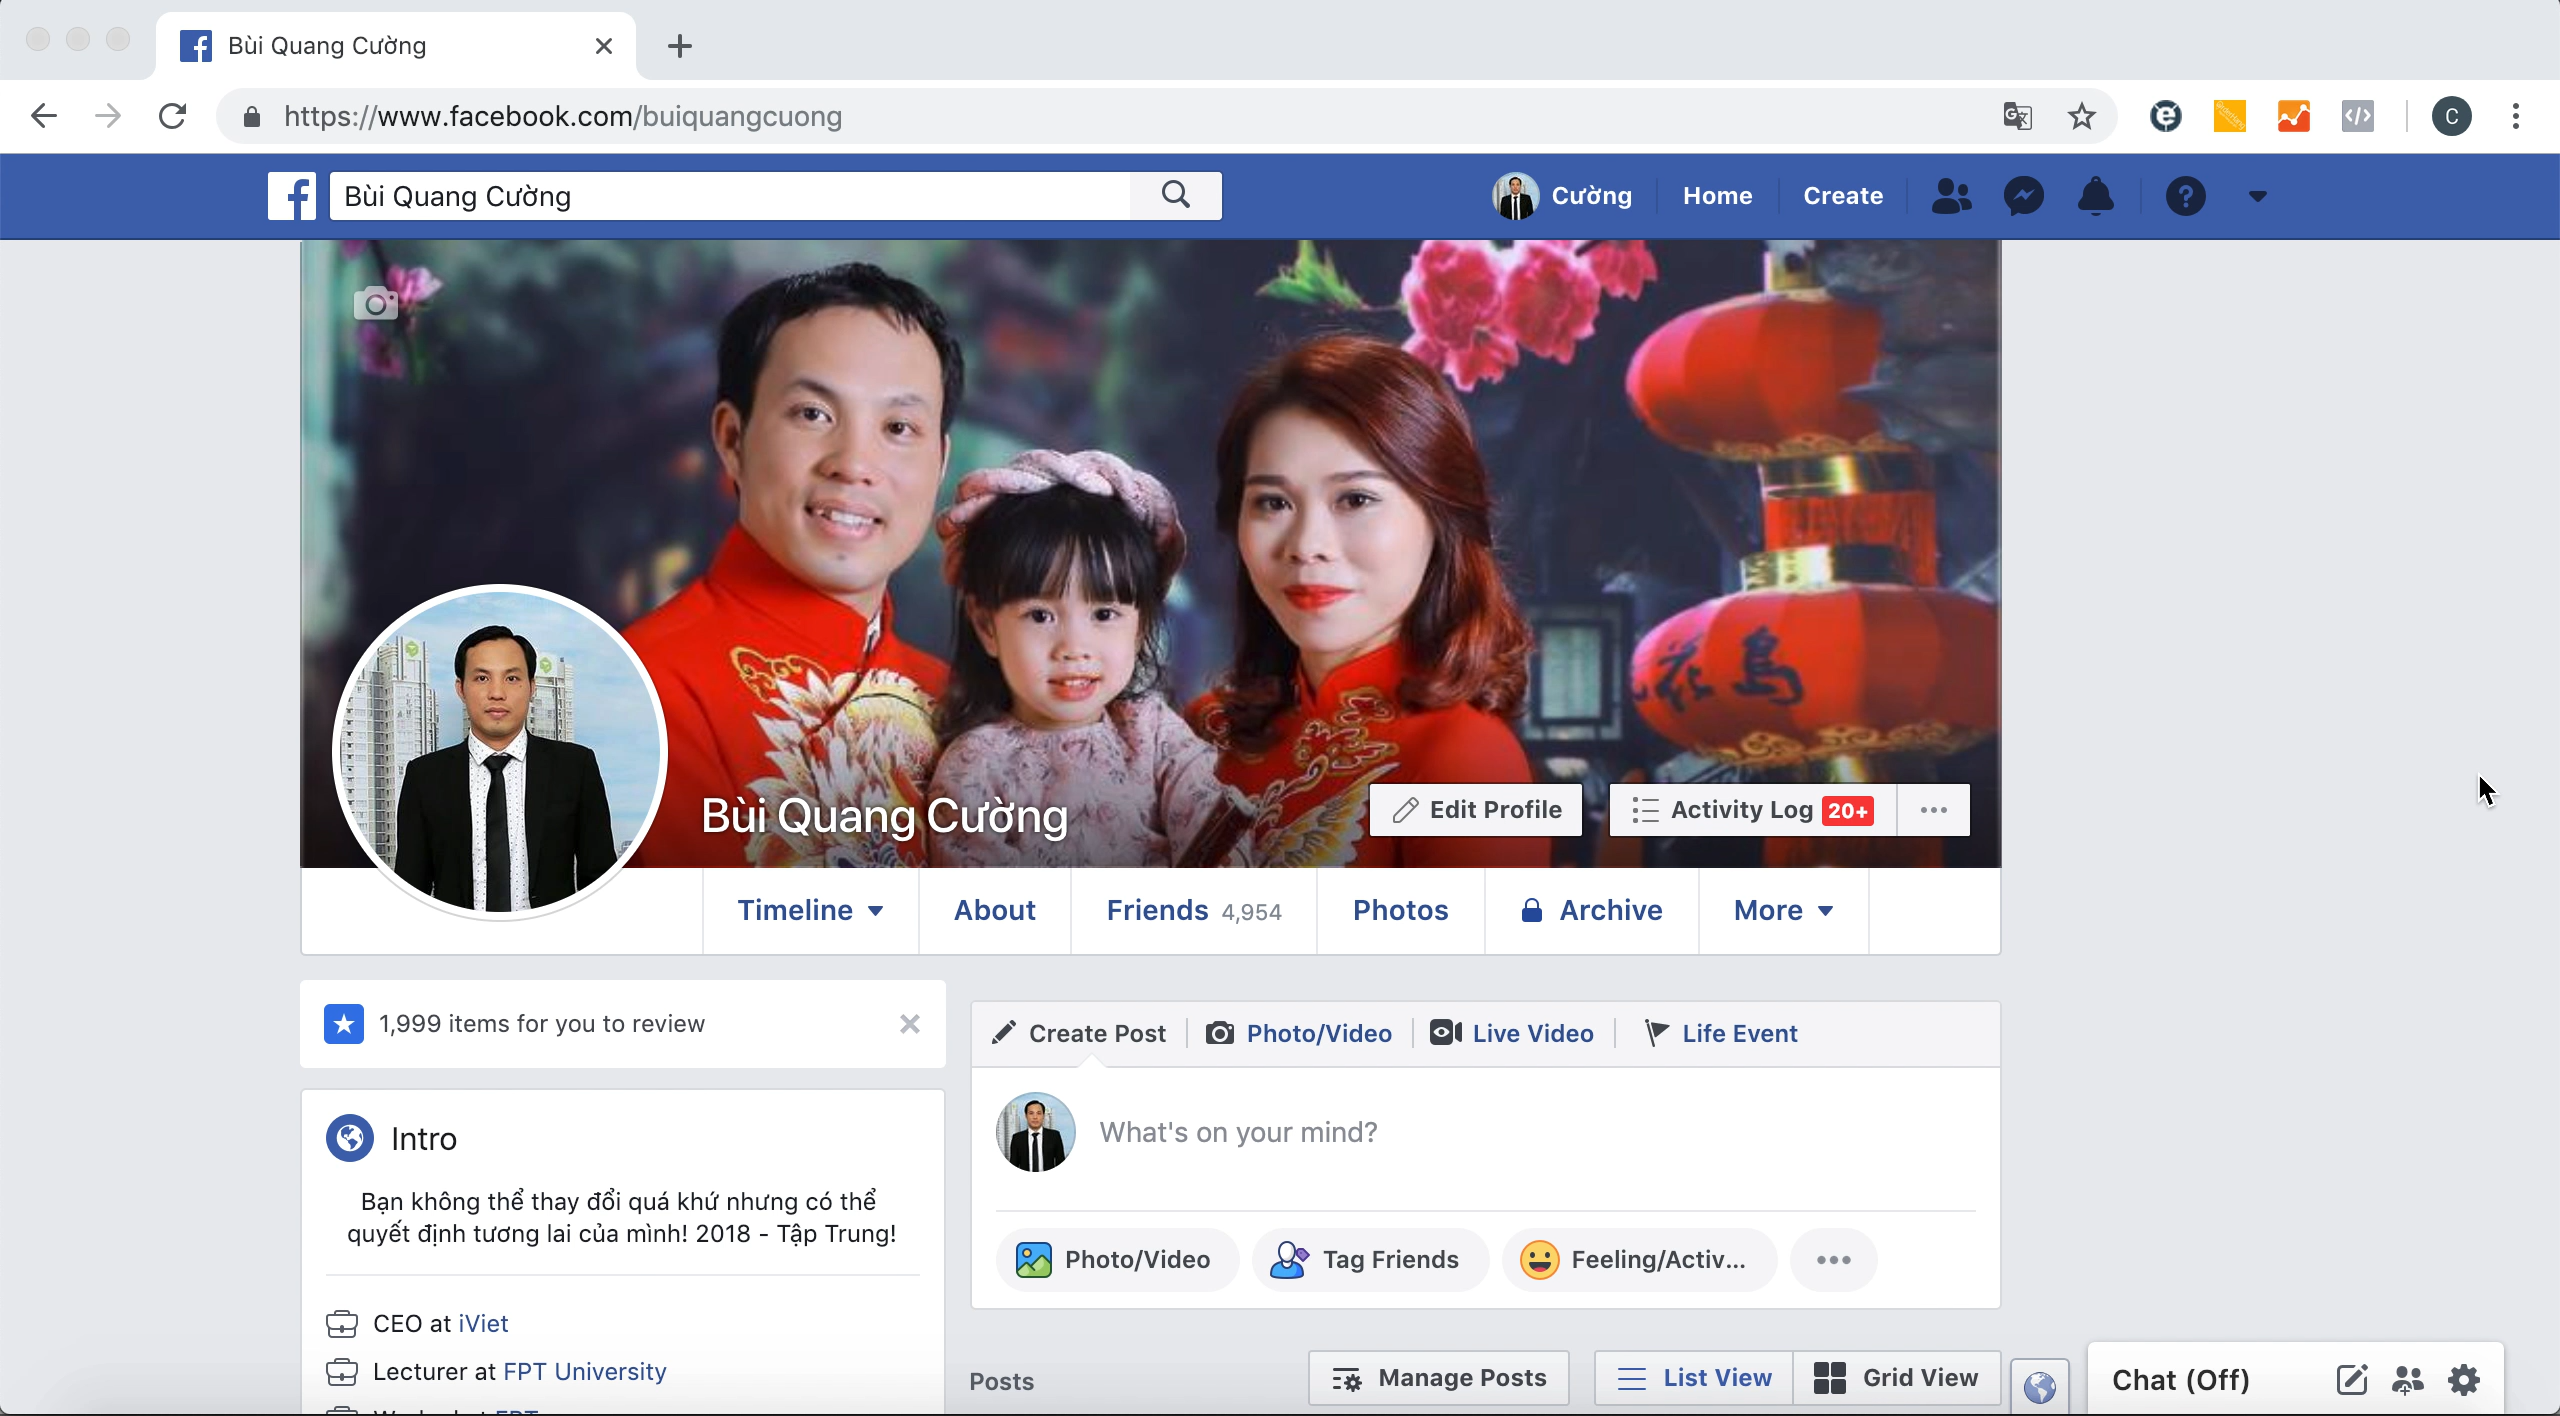 Bùi Quang Cường
https://www.facebook.com/buiquangcuong
C
Bùi Quang Cường
Cường
Home
Create
Bùi Quang Cường
Edit Profile
Activity Log 20+
Timeline
About
Friends 4,954
Photos
Archive
More
1,999 items for you to review
Create Post
Photo/Video
Live Video
Life Event
Intro
What's on your mind?
Bạn không thể thay đổi quá khứ nhưng có thể
quyết định tương lai của mình! 2018 - Tập Trung!
Photo/Video
Tag Friends
Feeling/Activ...
CEO at iViet
Lecturer at FPT University
Posts
Manage Posts
List View
Grid View
Chat (Off)